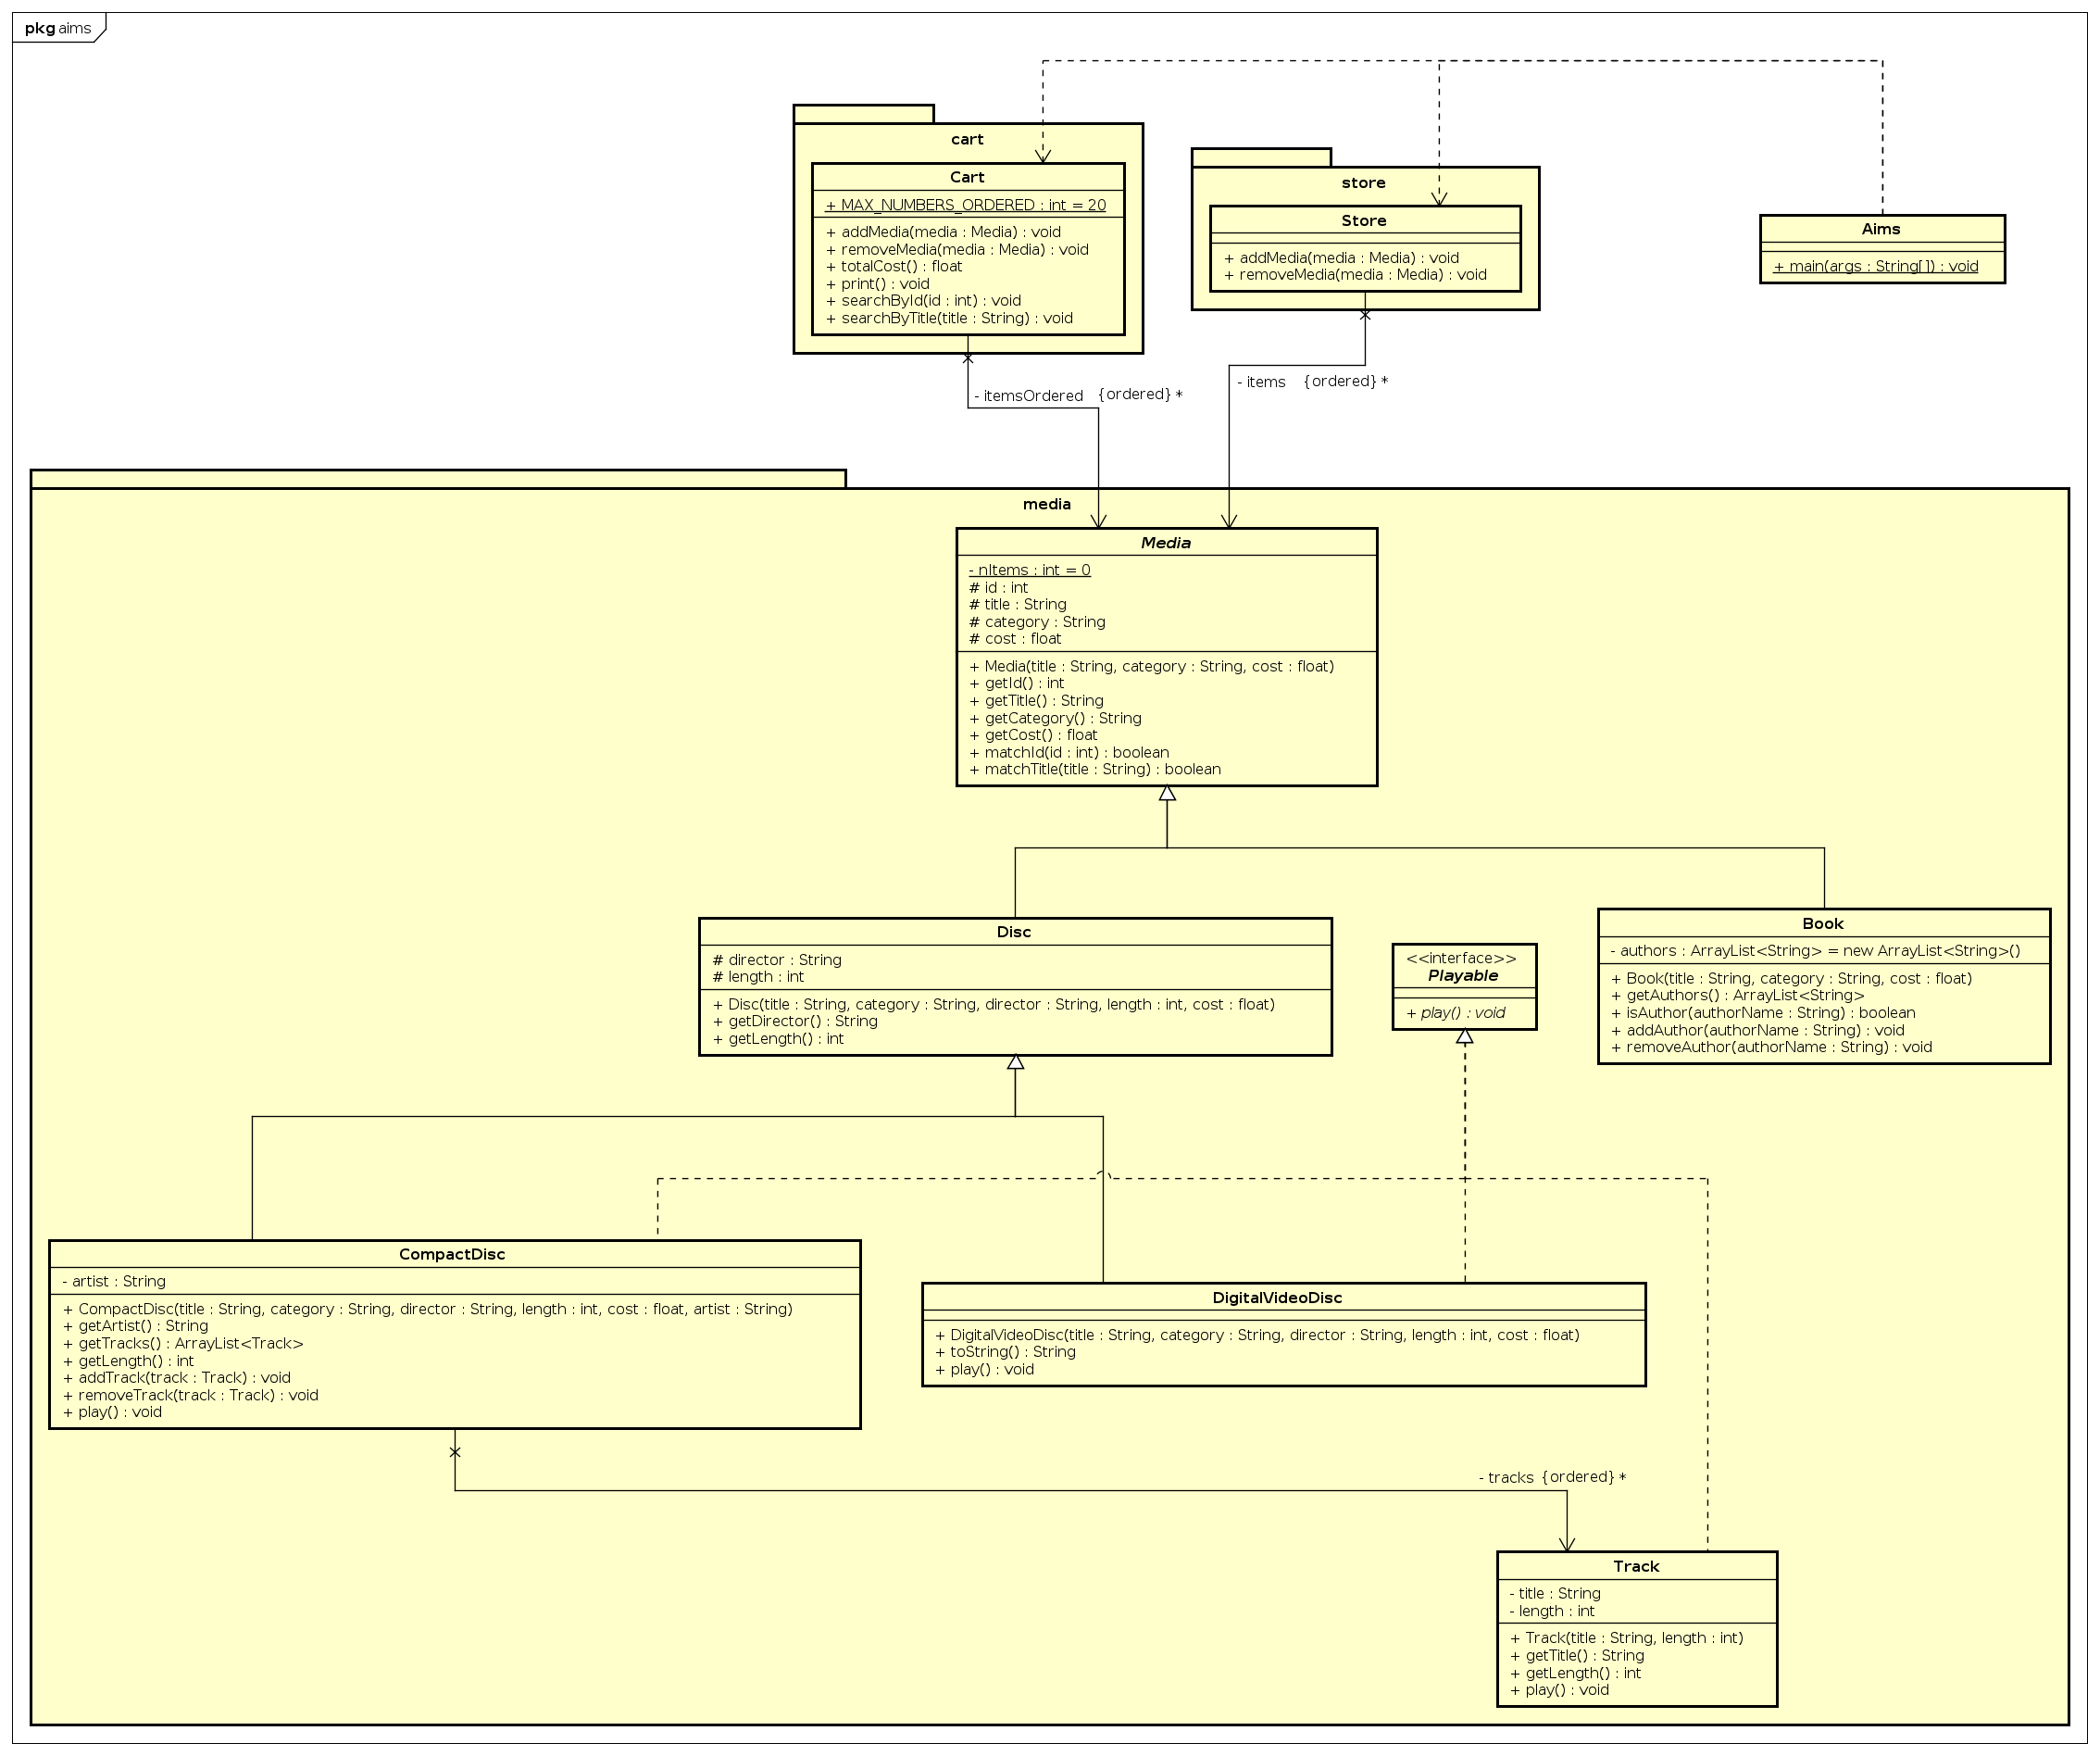 pkg aims
cart
Cart
+ MAX_NUMBERS_ORDERED : int = 20
+ addMedia(media : Media) : void
+ removeMedia(media : Media) : void
+ totalCost() : float
+ print() : void
+ searchById(id : int) : void
+ searchByTitle(title : String) : void
store
Store
+ addMedia(media : Media) : void
+ removeMedia(media : Media) : void
Aims
+ main(args : String[]) : void
- itemsOrdered {ordered} *
- items {ordered} *
media
Media
- nItems : int = 0
# id : int
# title : String
# category : String
# cost : float
+ Media(title : String, category : String, cost : float)
+ getId() : int
+ getTitle() : String
+ getCategory() : String
+ getCost() : float
+ matchId(id : int) : boolean
+ matchTitle(title : String) : boolean
Disc
# director : String
# length : int
+ Disc(title : String, category : String, director : String, length : int, cost : float)
+ getDirector() : String
+ getLength() : int
<<interface>>
Playable
+ play() : void
Book
- authors : ArrayList<String> = new ArrayList<String>()
+ Book(title : String, category : String, cost : float)
+ getAuthors() : ArrayList<String>
+ isAuthor(authorName : String) : boolean
+ addAuthor(authorName : String) : void
+ removeAuthor(authorName : String) : void
CompactDisc
- artist : String
+ CompactDisc(title : String, category : String, director : String, length : int, cost : float, artist : String)
+ getArtist() : String
+ getTracks() : ArrayList<Track>
+ getLength() : int
+ addTrack(track : Track) : void
+ removeTrack(track : Track) : void
+ play() : void
DigitalVideoDisc
+ DigitalVideoDisc(title : String, category : String, director : String, length : int, cost : float)
+ toString() : String
+ play() : void
- tracks {ordered} *
Track
- title : String
- length : int
+ Track(title : String, length : int)
+ getTitle() : String
+ getLength() : int
+ play() : void